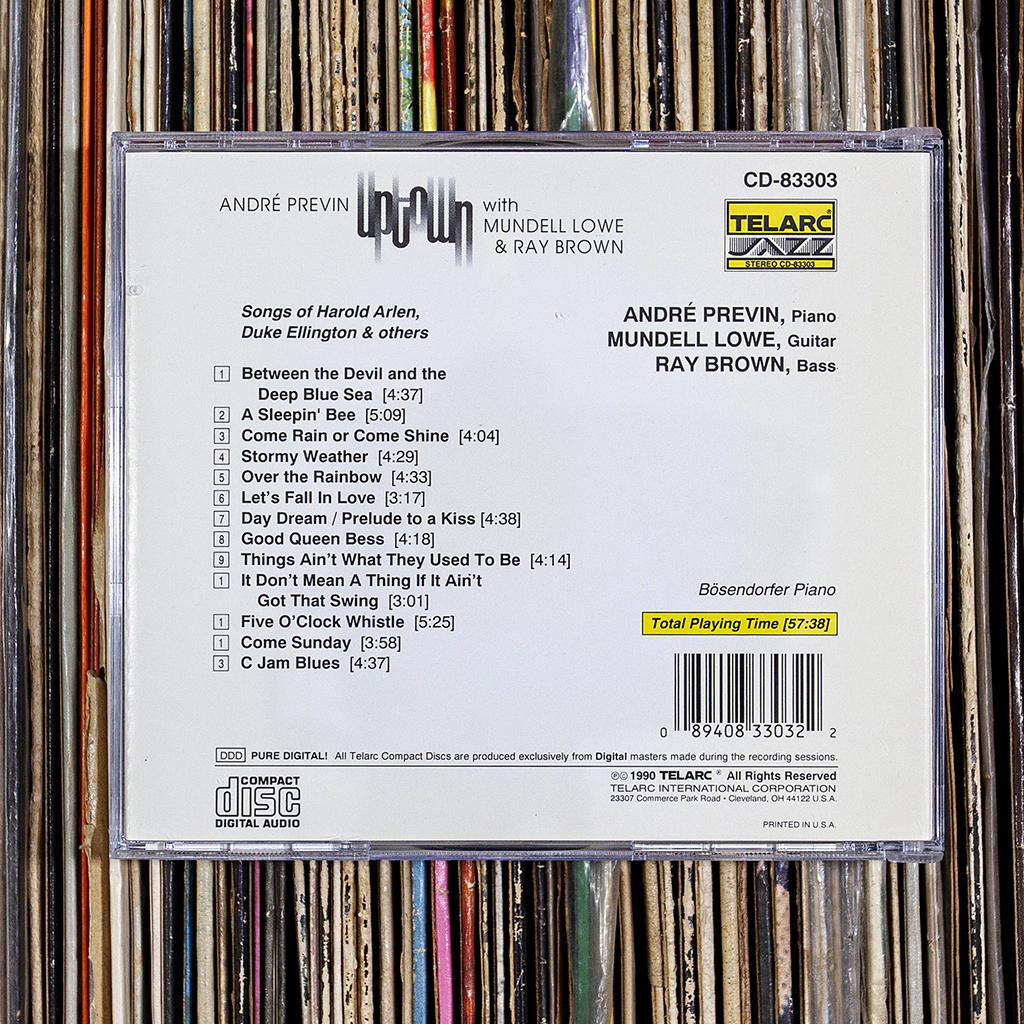 CD-83303
ANDRÉ PREVIN uptown with
MUNDELL LOWE
& RAY BROWN
TELARC®
JAZZ
STEREO CD-83303
Songs of Harold Arlen,
Duke Ellington & others
ANDRÉ PREVIN, Piano
MUNDELL LOWE, Guitar
RAY BROWN, Bass
1 Between the Devil and the
Deep Blue Sea [4:37]
2 A Sleepin' Bee [5:09]
3 Come Rain or Come Shine [4:04]
4 Stormy Weather [4:29]
5 Over the Rainbow [4:33]
6 Let's Fall In Love [3:17]
7 Day Dream / Prelude to a Kiss [4:38]
8 Good Queen Bess [4:18]
9 Things Ain't What They Used To Be [4:14]
1 It Don't Mean A Thing If It Ain't
Got That Swing [3:01]
1 Five O'Clock Whistle [5:25]
1 Come Sunday [3:58]
3 C Jam Blues [4:37]
Bösendorfer Piano
Total Playing Time [57:38]
0 89408 33032 2
DDD PURE DIGITAL! All Telarc Compact Discs are produced exclusively from Digital masters made during the recording sessions.
COMPACT
disc
DIGITAL AUDIO
℗© 1990 TELARC® All Rights Reserved
TELARC INTERNATIONAL CORPORATION
23307 Commerce Park Road • Cleveland, OH 44122 U.S.A.
PRINTED IN U.S.A.